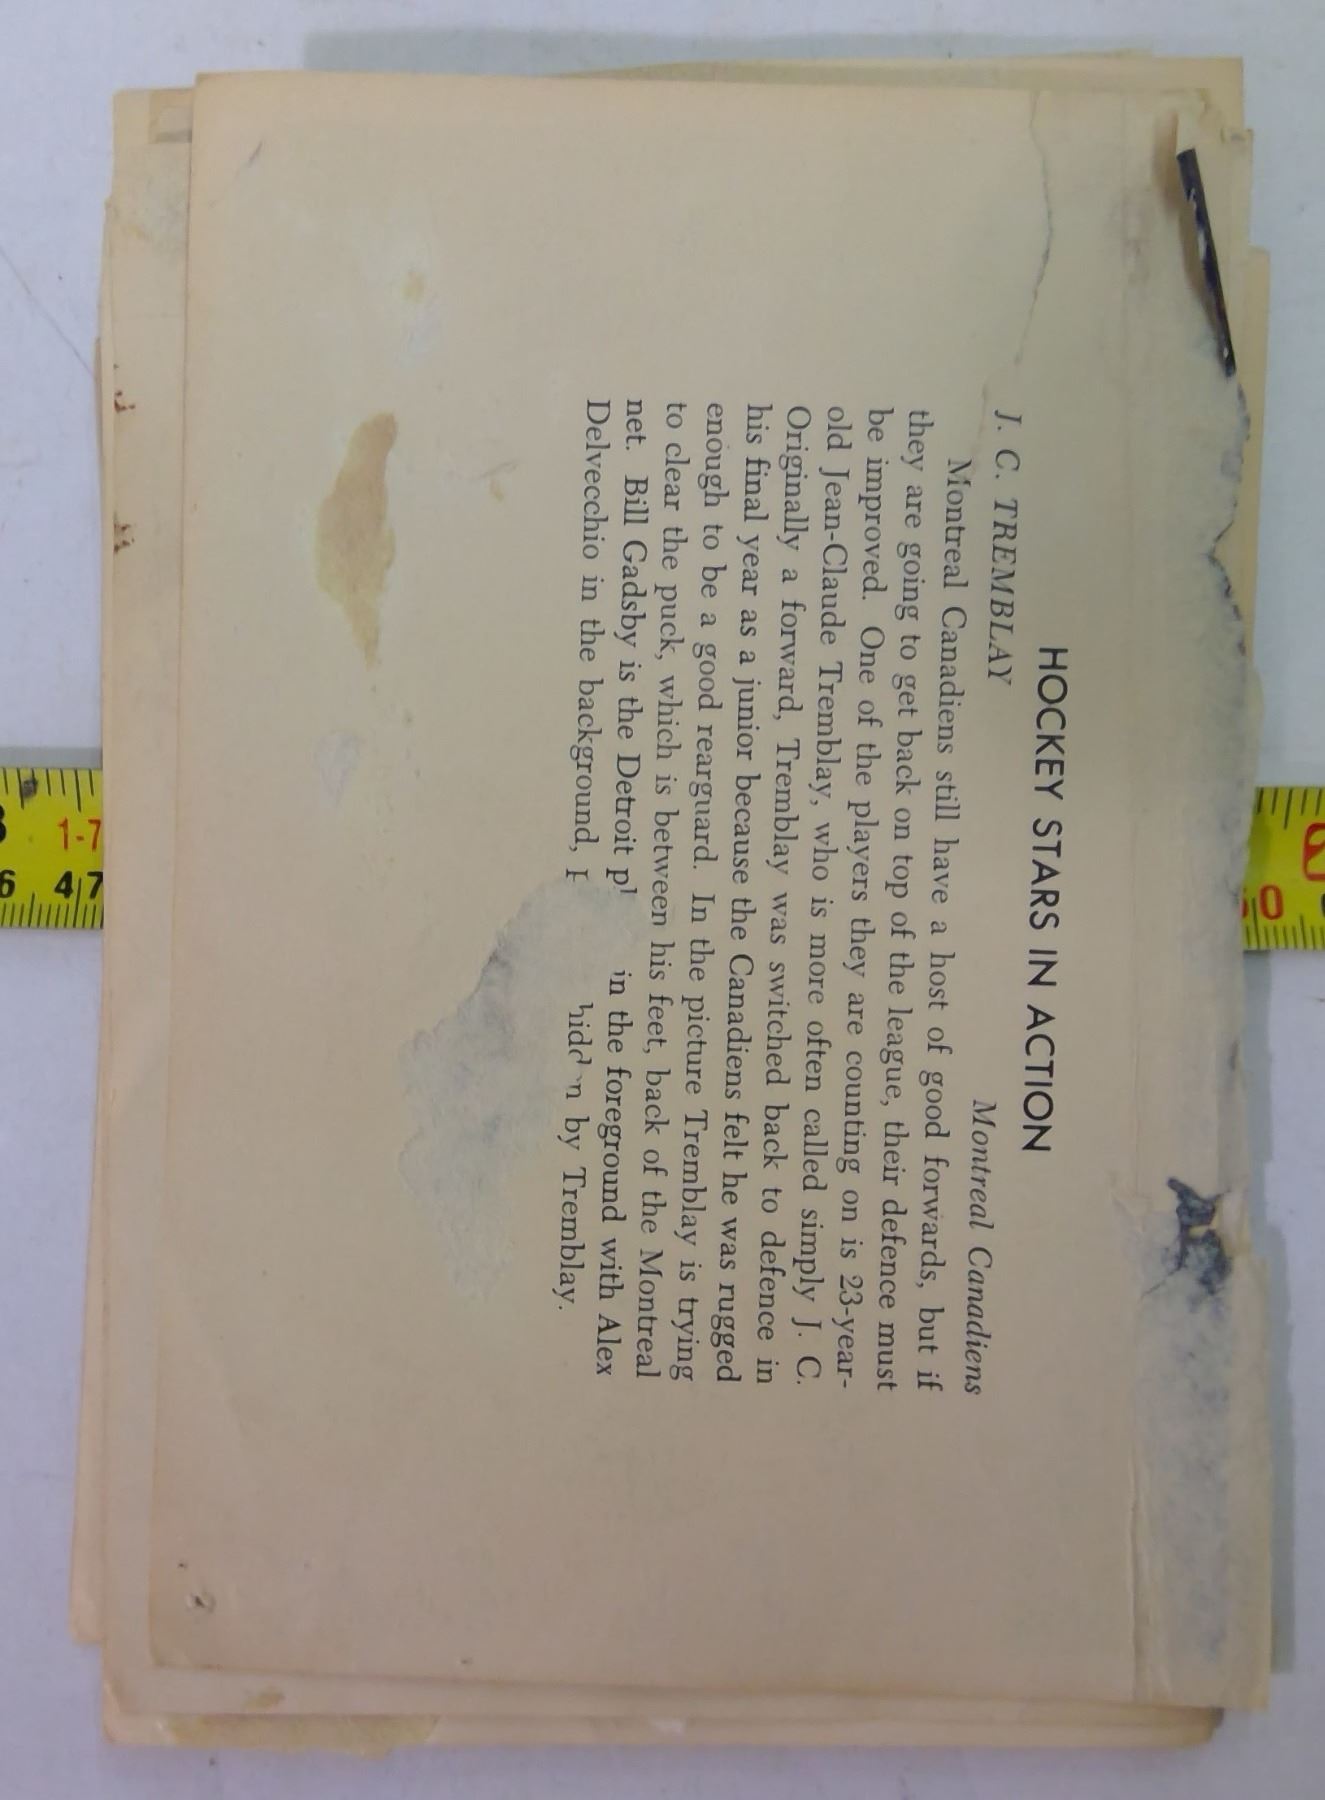 HOCKEY STARS IN ACTION
J. C. TREMBLAY Montreal Canadiens
Montreal Canadiens still have a host of good forwards, but if
they are going to get back on top of the league, their defence must
be improved. One of the players they are counting on is 23-year-
old Jean-Claude Tremblay, who is more often called simply J. C.
Originally a forward, Tremblay was switched back to defence in
his final year as a junior because the Canadiens felt he was rugged
enough to be a good rearguard. In the picture Tremblay is trying
to clear the puck, which is between his feet, back of the Montreal
net. Bill Gadsby is the Detroit in the foreground with Alex
Delvecchio in the background, by Tremblay.
1-7
6 47